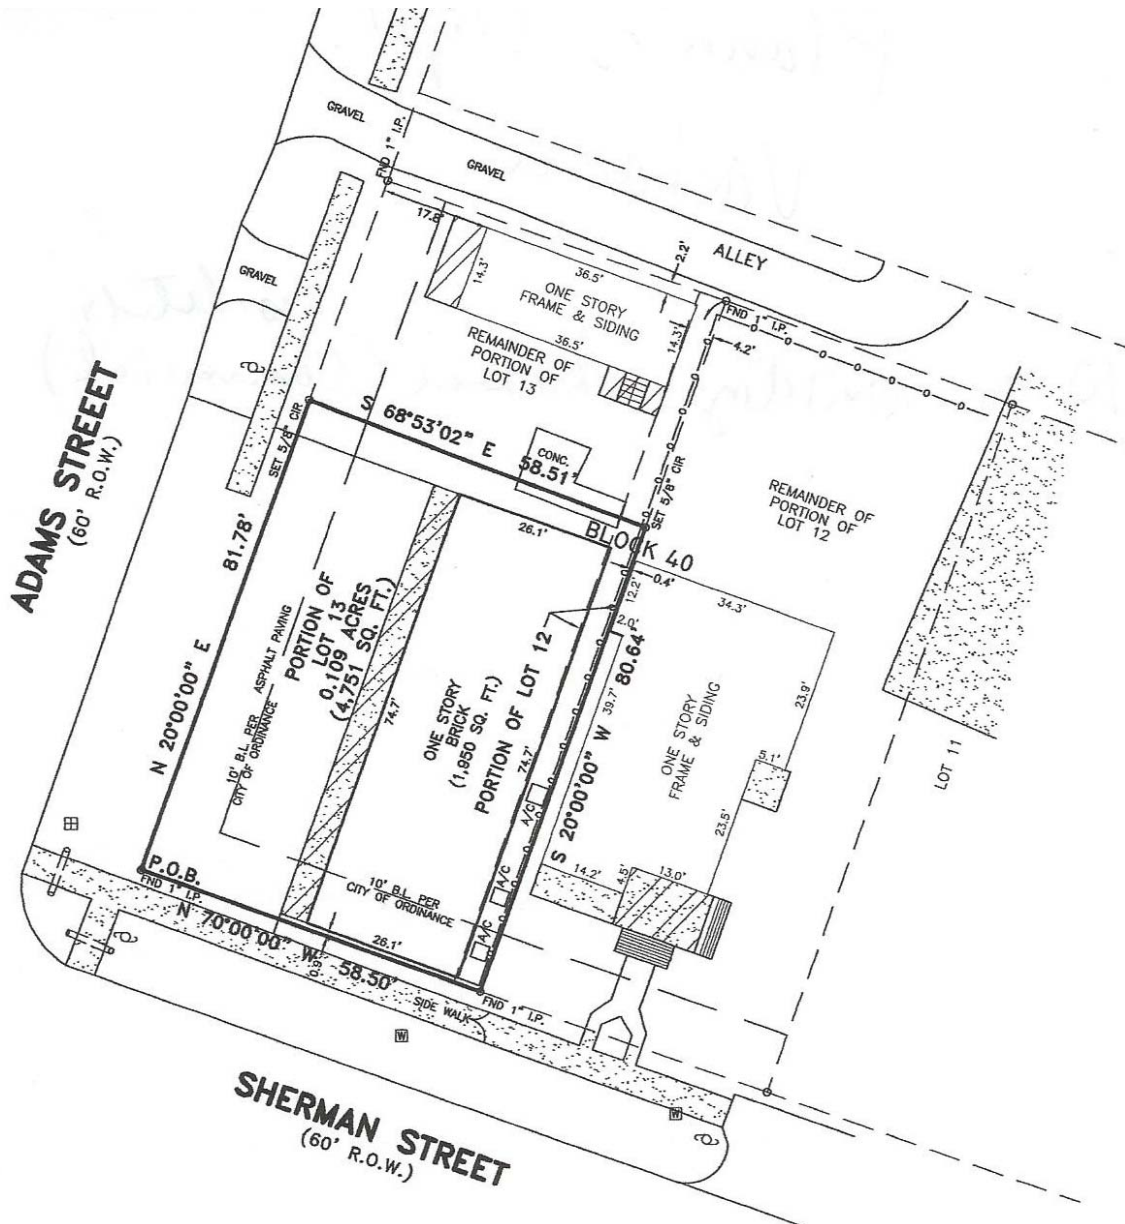 GRAVEL
FND 1" I.P.
GRAVEL
GRAVEL
ALLEY
17.8'
2.2'
14.3'
36.5'
ONE STORY
FRAME & SIDING
36.5'
14.3'
FND 1" I.P.
4.2'
REMAINDER OF
PORTION OF
LOT 13
ADAMS STREEET
(60' R.O.W.)
SET 5/8" CIR
S 68°53'02" E 58.51'
CONC.
SET 5/8" CIR
REMAINDER OF
PORTION OF
LOT 12
26.1'
BLOCK 40
0.4'
12.2'
2.0'
34.3'
81.78'
N 20°00'00" E
10' B.L. PER
CITY OF ORDINANCE
ASPHALT PAVING
PORTION OF
LOT 13
0.109 ACRES
(4,751 SQ. FT.)
74.7'
ONE STORY
BRICK
(1,950 SQ. FT.)
PORTION OF LOT 12
74.7'
80.64'
S 20°00'00" W
39.7'
ONE STORY
FRAME & SIDING
23.9'
5.1'
23.5'
LOT 11
A/C
A/C
A/C
14.2'
4.5'
13.0'
P.O.B.
FND 1" I.P.
10' B.L. PER
CITY OF ORDINANCE
N 70°00'00" W 58.50'
26.1'
0.9'
SIDE WALK
FND 1" I.P.
W
W
SHERMAN STREET
(60' R.O.W.)